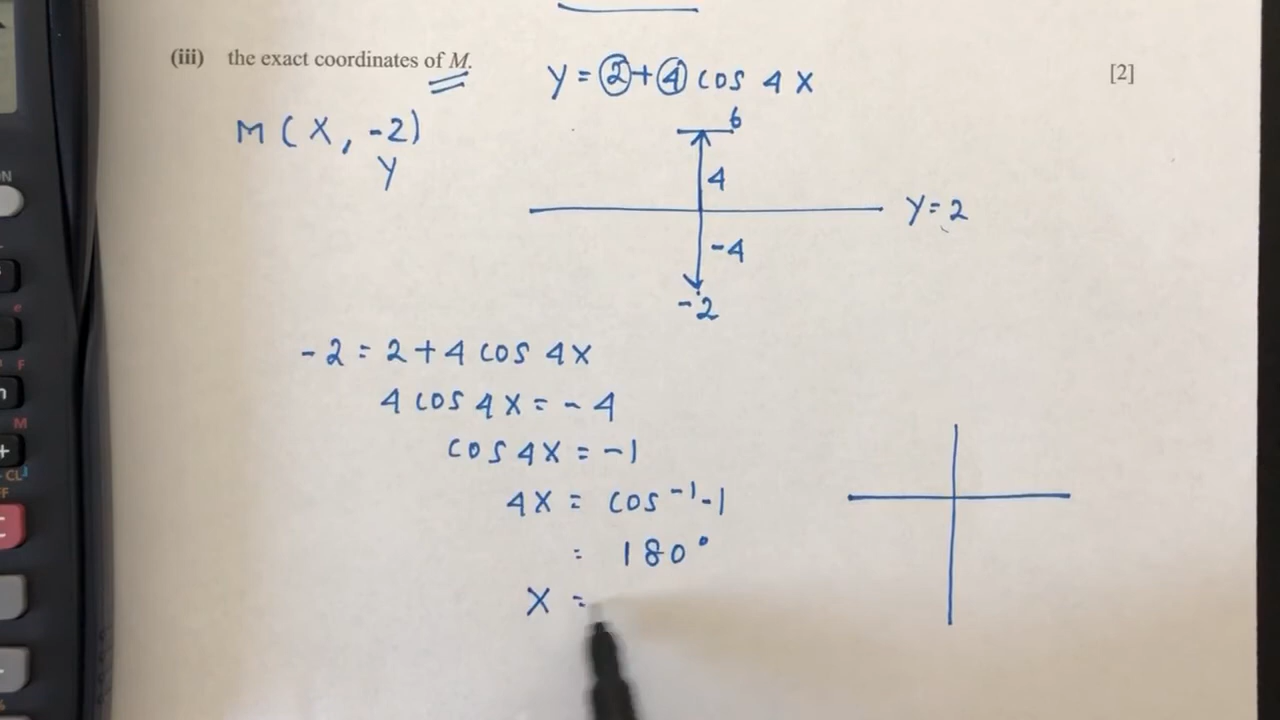 (iii) the exact coordinates of M. [2]
y = 2 + 4 cos 4x
M ( x , -2 )
y
6
4
y = 2
-4
-2
-2 = 2 + 4 cos 4x
4 cos 4x = -4
cos 4x = -1
4x = cos⁻¹ -1
= 180°
x =